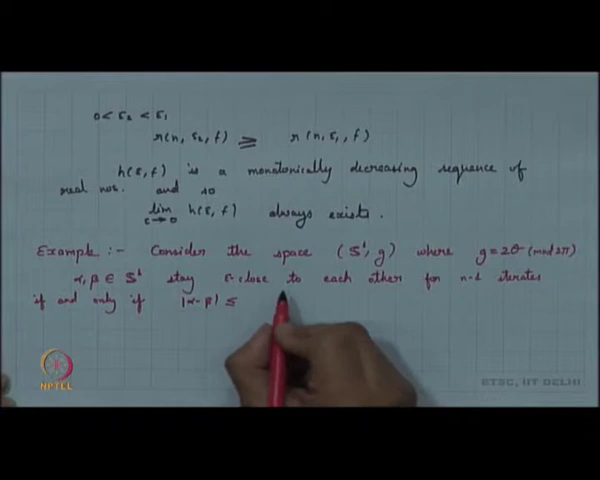 0 < ε₂ < ε₁
r(n, ε₂, f) ≥ r(n, ε₁, f)
h(ε, f) is a monotonically decreasing sequence of
real nos. and so
lim ε→0 h(ε, f) always exists.
Example :- Consider the space (S¹, g) where g = 2θ (mod 2π)
α, β ∈ S¹ stay ε-close to each other for n-1 iterates
if and only if |α-β| ≤
NPTEL
ETSC, IIT DELHI